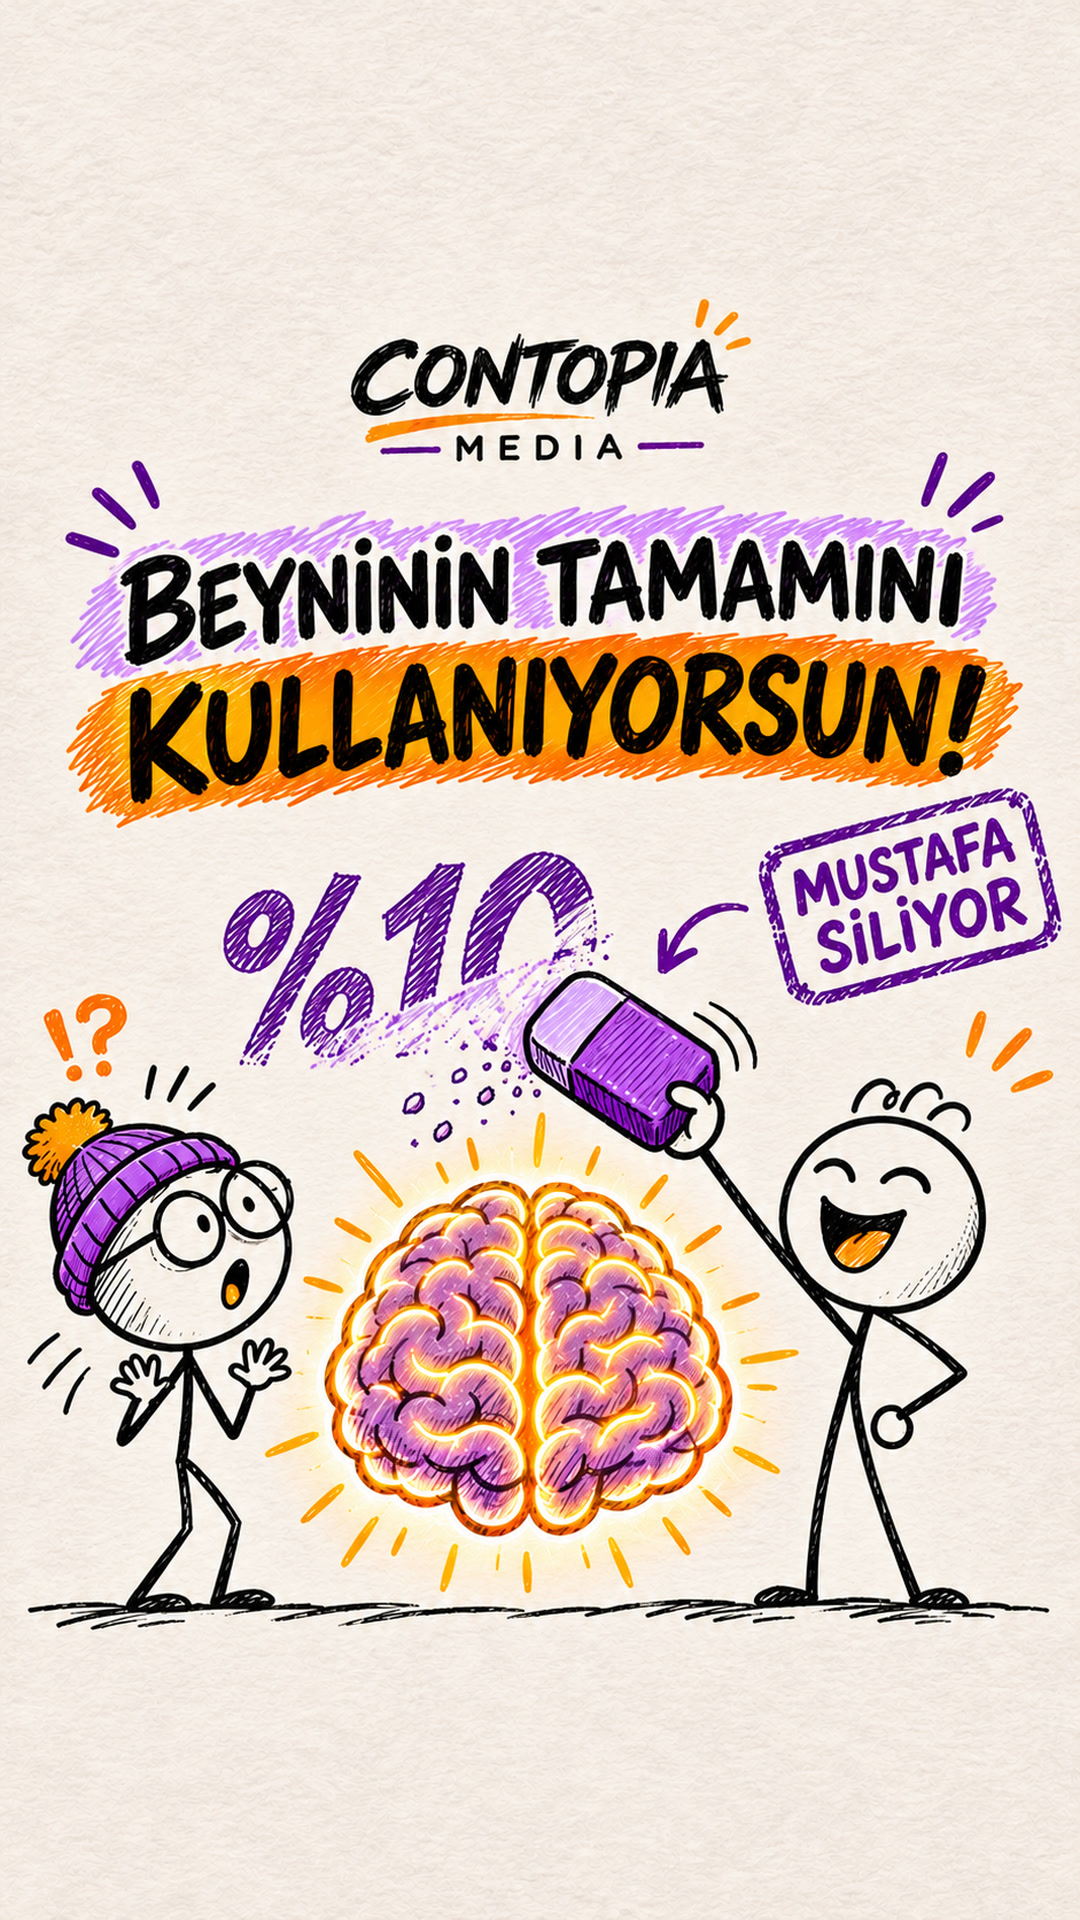 CONTOPIA
MEDIA
BEYNİNİN TAMAMINI
KULLANIYORSUN!
%10
MUSTAFA
SİLİYOR
!?